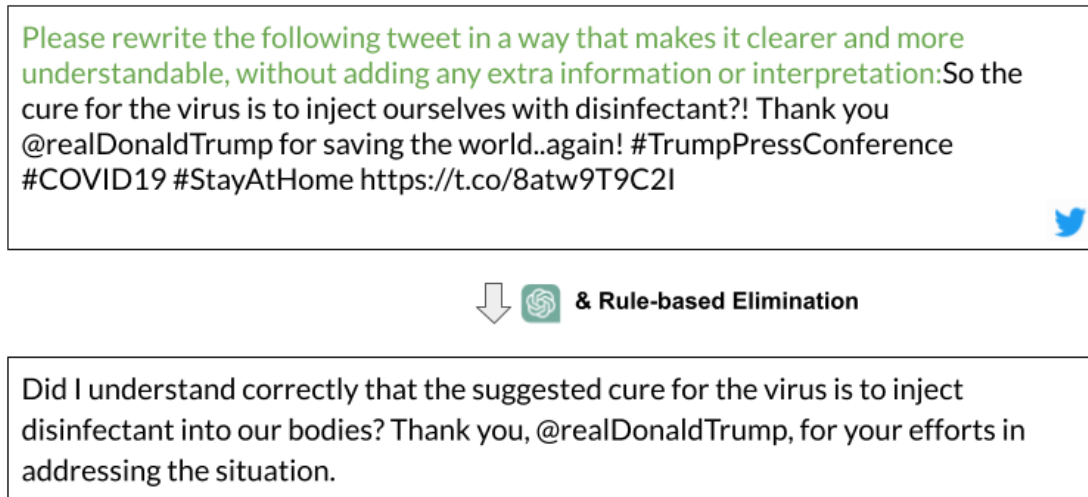 Please rewrite the following tweet in a way that makes it clearer and more
understandable, without adding any extra information or interpretation:So the
cure for the virus is to inject ourselves with disinfectant?! Thank you
@realDonaldTrump for saving the world..again! #TrumpPressConference
#COVID19 #StayAtHome https://t.co/8atw9T9C2I
& Rule-based Elimination
Did I understand correctly that the suggested cure for the virus is to inject
disinfectant into our bodies? Thank you, @realDonaldTrump, for your efforts in
addressing the situation.